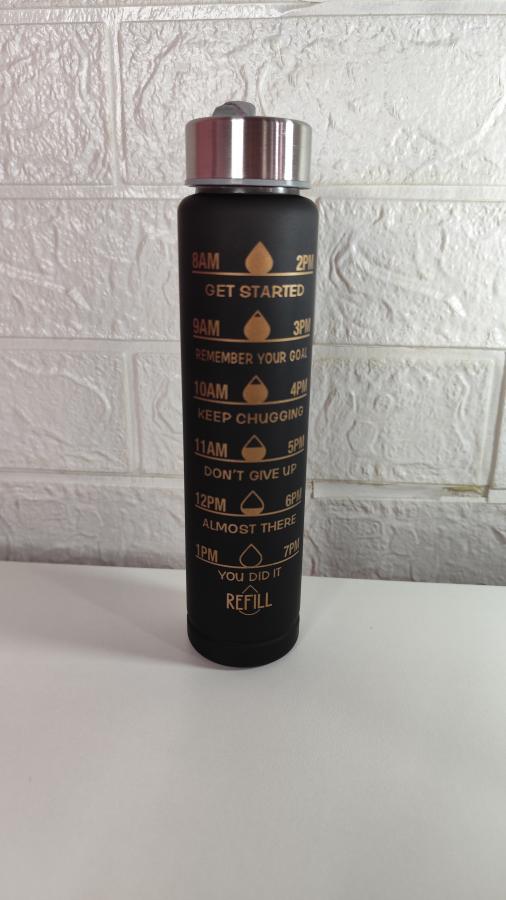 8AM 2PM
GET STARTED
9AM 3PM
REMEMBER YOUR GOAL
10AM 4PM
KEEP CHUGGING
11AM 5PM
DON'T GIVE UP
12PM 6PM
ALMOST THERE
1PM 7PM
YOU DID IT
REFILL